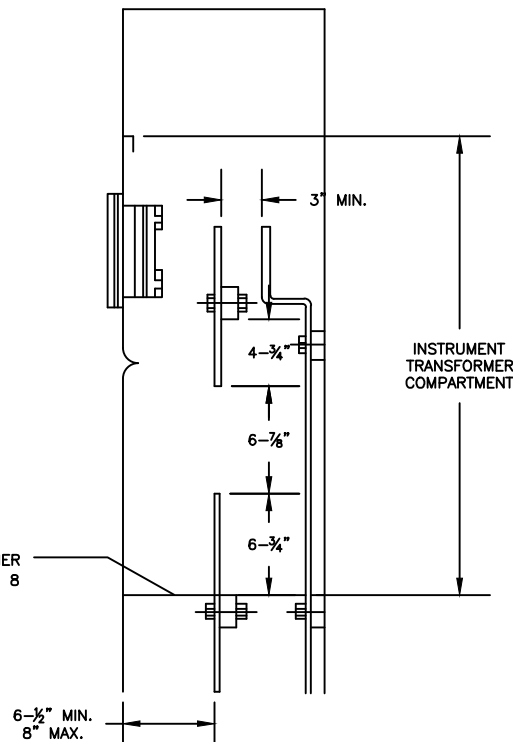 3" MIN.
4-¾"
INSTRUMENT
TRANSFORMER
COMPARTMENT
6-⅞"
6-¾"
8
6-½" MIN.
8" MAX.